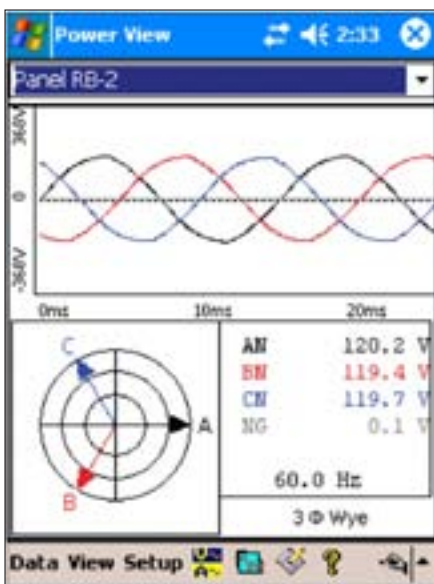 Power View 2:33
Panel RB-2
368V
0
-368V
0ms 10ms 20ms
C
A
B
AN 120.2 V
BN 119.4 V
CN 119.7 V
NG 0.1 V
60.0 Hz
3 Φ Wye
Data View Setup